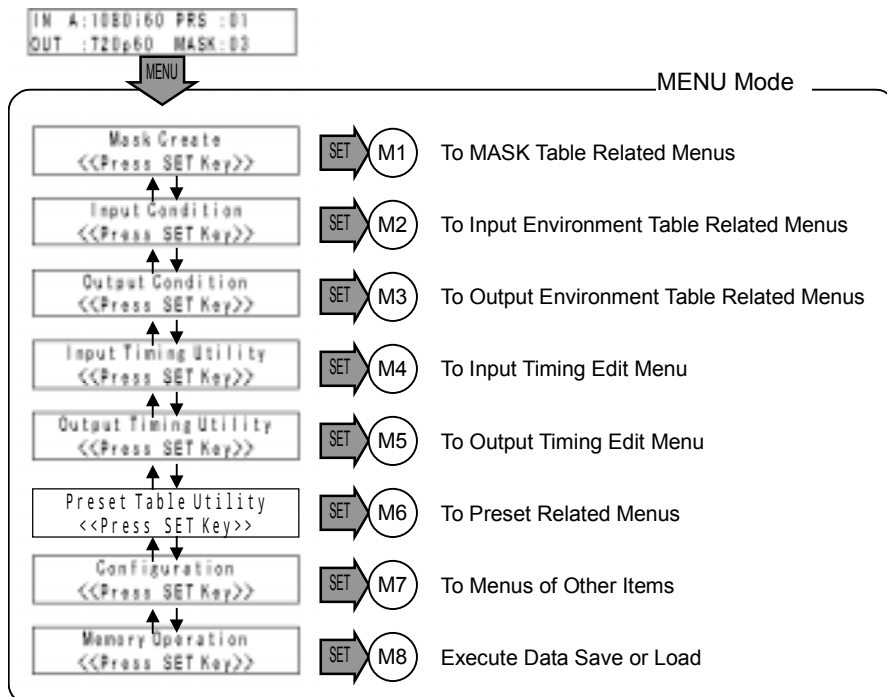 IN A:1080i60 PRS :01
OUT :720p60 MASK:03
MENU
MENU Mode
Mask Create
<<Press SET Key>>
SET
M1
To MASK Table Related Menus
Input Condition
<<Press SET Key>>
SET
M2
To Input Environment Table Related Menus
Output Condition
<<Press SET Key>>
SET
M3
To Output Environment Table Related Menus
Input Timing Utility
<<Press SET Key>>
SET
M4
To Input Timing Edit Menu
Output Timing Utility
<<Press SET Key>>
SET
M5
To Output Timing Edit Menu
Preset Table Utility
<<Press SET Key>>
SET
M6
To Preset Related Menus
Configuration
<<Press SET Key>>
SET
M7
To Menus of Other Items
Memory Operation
<<Press SET Key>>
SET
M8
Execute Data Save or Load